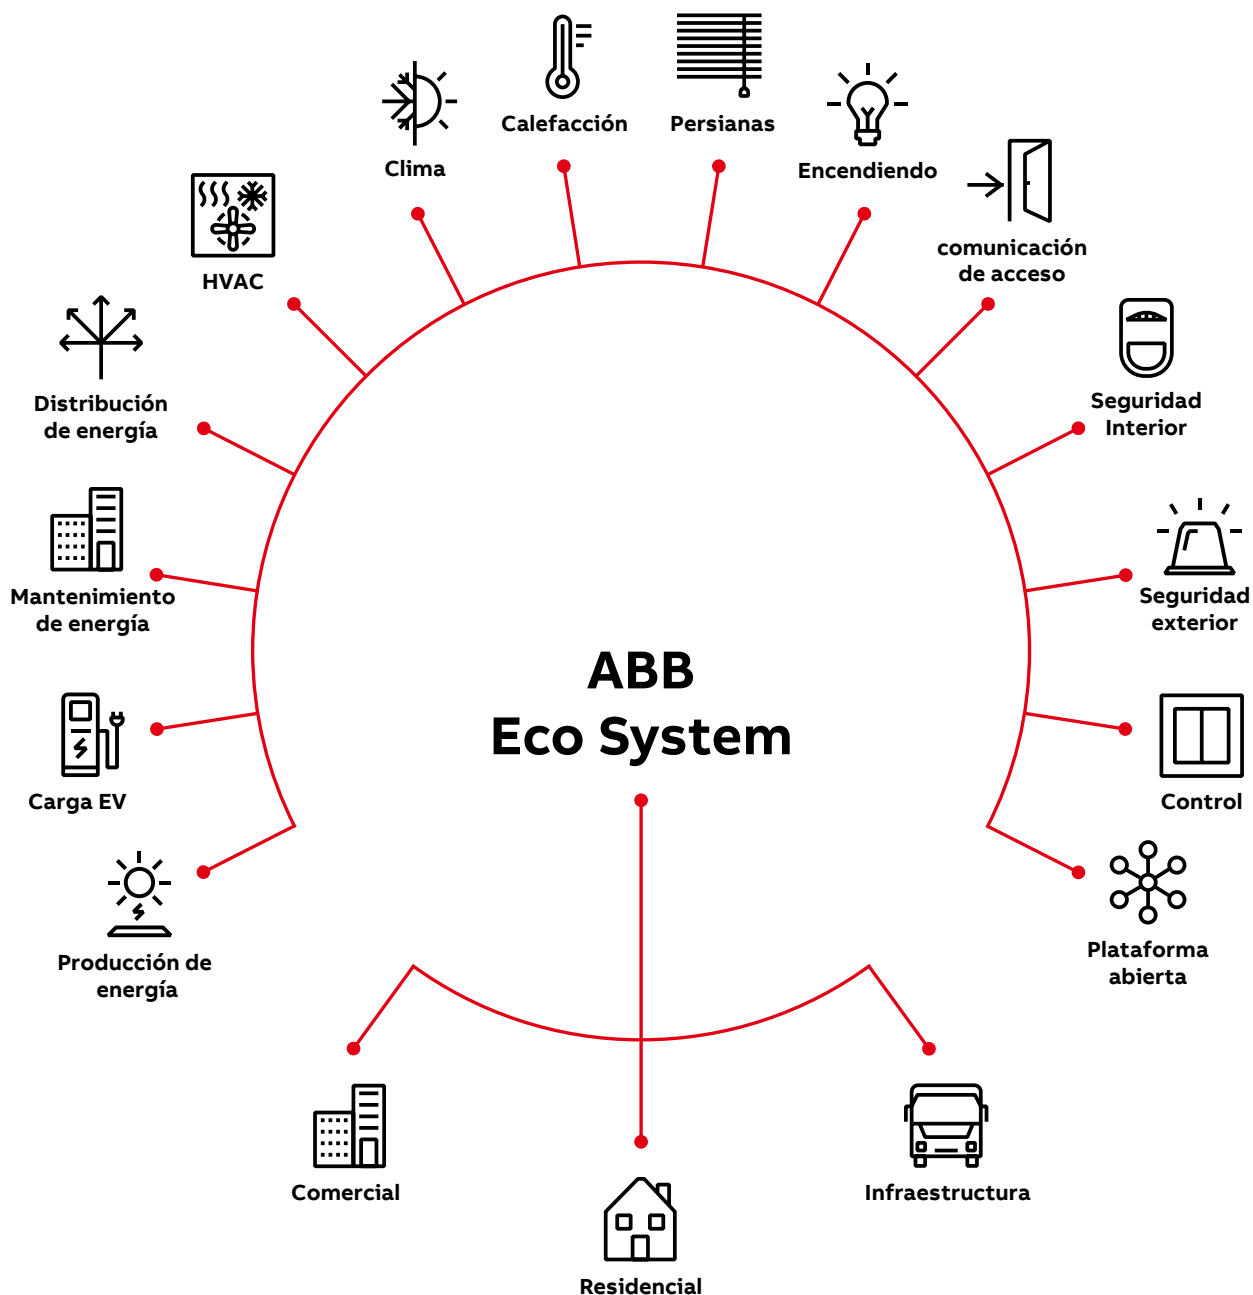 Calefacción
Persianas
Clima
Encendiendo
comunicación
de acceso
HVAC
Seguridad
Interior
Distribución
de energía
Seguridad
exterior
Mantenimiento
de energía
ABB
Eco System
Control
Carga EV
Plataforma
abierta
Producción de
energía
Comercial
Infraestructura
Residencial